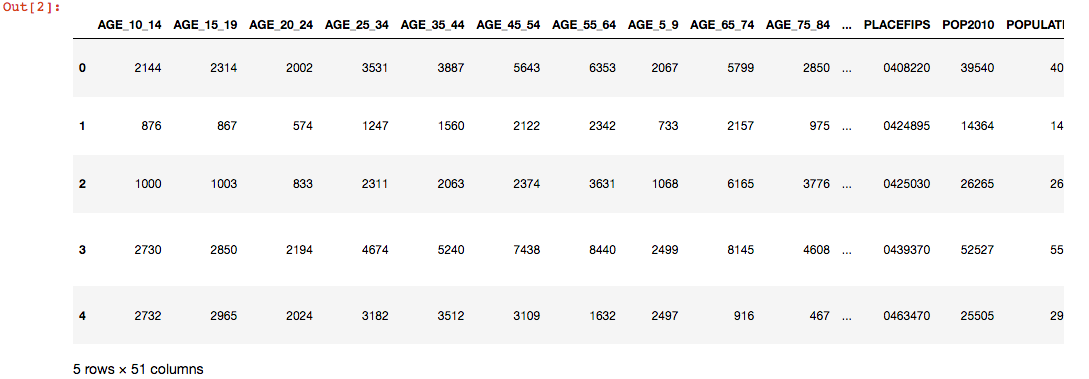 Out[2]:
AGE_10_14 AGE_15_19 AGE_20_24 AGE_25_34 AGE_35_44 AGE_45_54 AGE_55_64 AGE_5_9 AGE_65_74 AGE_75_84 ... PLACEFIPS POP2010 POPULATI
0 2144 2314 2002 3531 3887 5643 6353 2067 5799 2850 ... 0408220 39540 40
1 876 867 574 1247 1560 2122 2342 733 2157 975 ... 0424895 14364 14
2 1000 1003 833 2311 2063 2374 3631 1068 6165 3776 ... 0425030 26265 26
3 2730 2850 2194 4674 5240 7438 8440 2499 8145 4608 ... 0439370 52527 55
4 2732 2965 2024 3182 3512 3109 1632 2497 916 467 ... 0463470 25505 29
5 rows × 51 columns